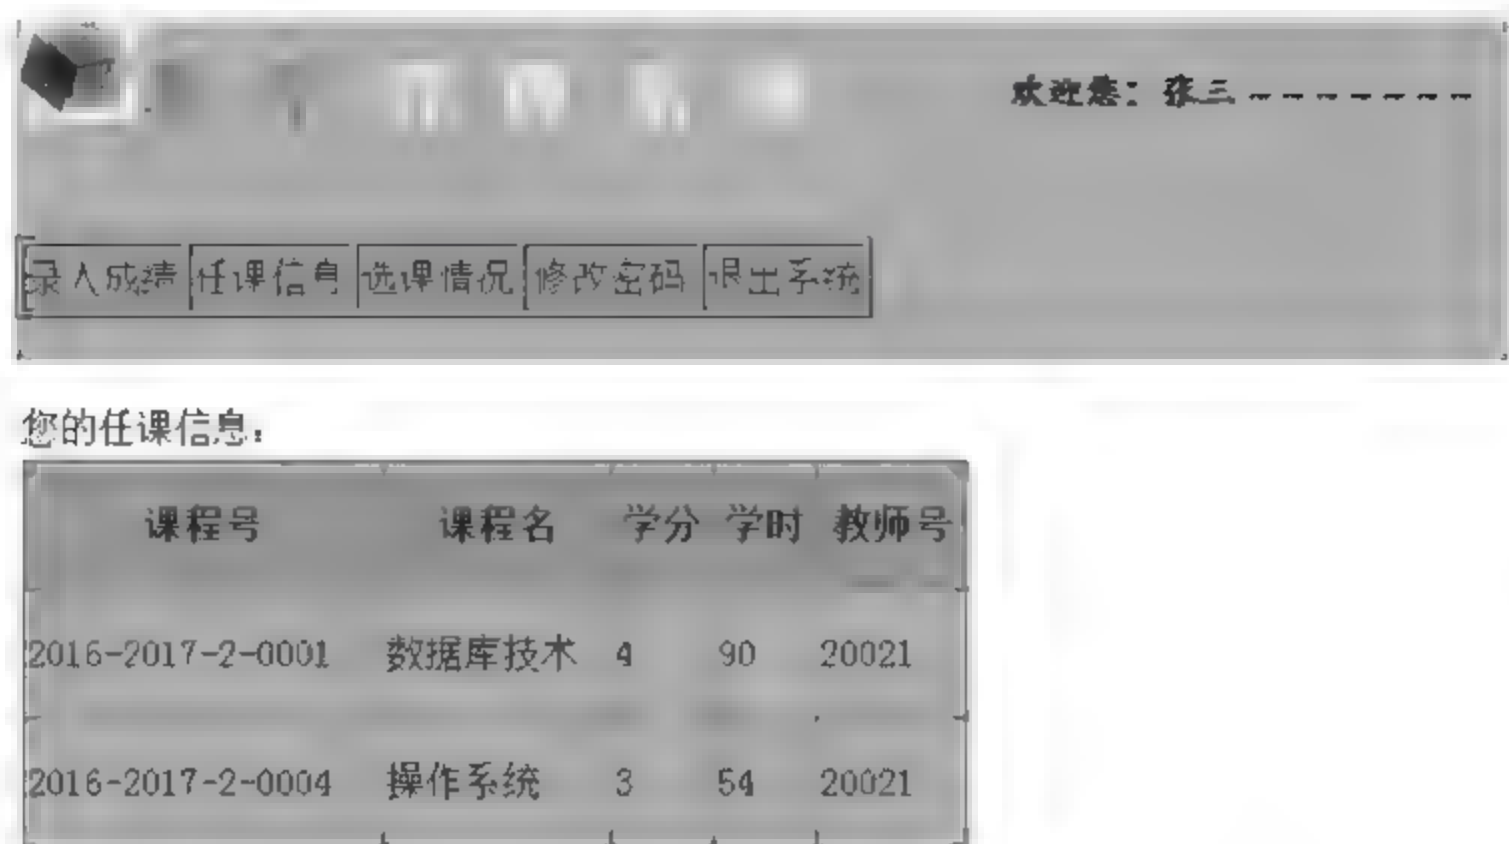 欢迎您：张三-------
录入成绩 任课信息 选课情况 修改密码 退出系统
您的任课信息：
课程号 课程名 学分 学时 教师号
2016-2017-2-0001 数据库技术 4 90 20021
2016-2017-2-0004 操作系统 3 54 20021